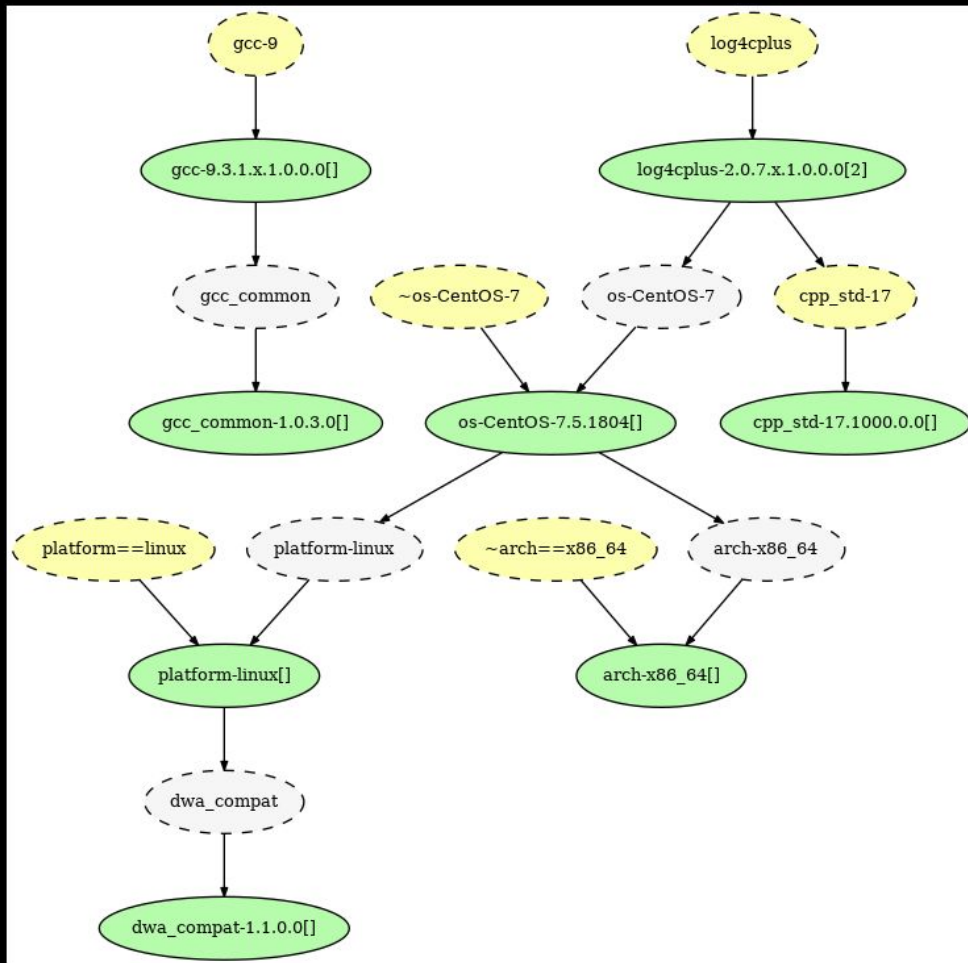 gcc-9
log4cplus
gcc-9.3.1.x.1.0.0.0[]
log4cplus-2.0.7.x.1.0.0.0[2]
gcc_common
~os-CentOS-7
os-CentOS-7
cpp_std-17
gcc_common-1.0.3.0[]
os-CentOS-7.5.1804[]
cpp_std-17.1000.0.0[]
platform==linux
platform-linux
~arch==x86_64
arch-x86_64
platform-linux[]
arch-x86_64[]
dwa_compat
dwa_compat-1.1.0.0[]